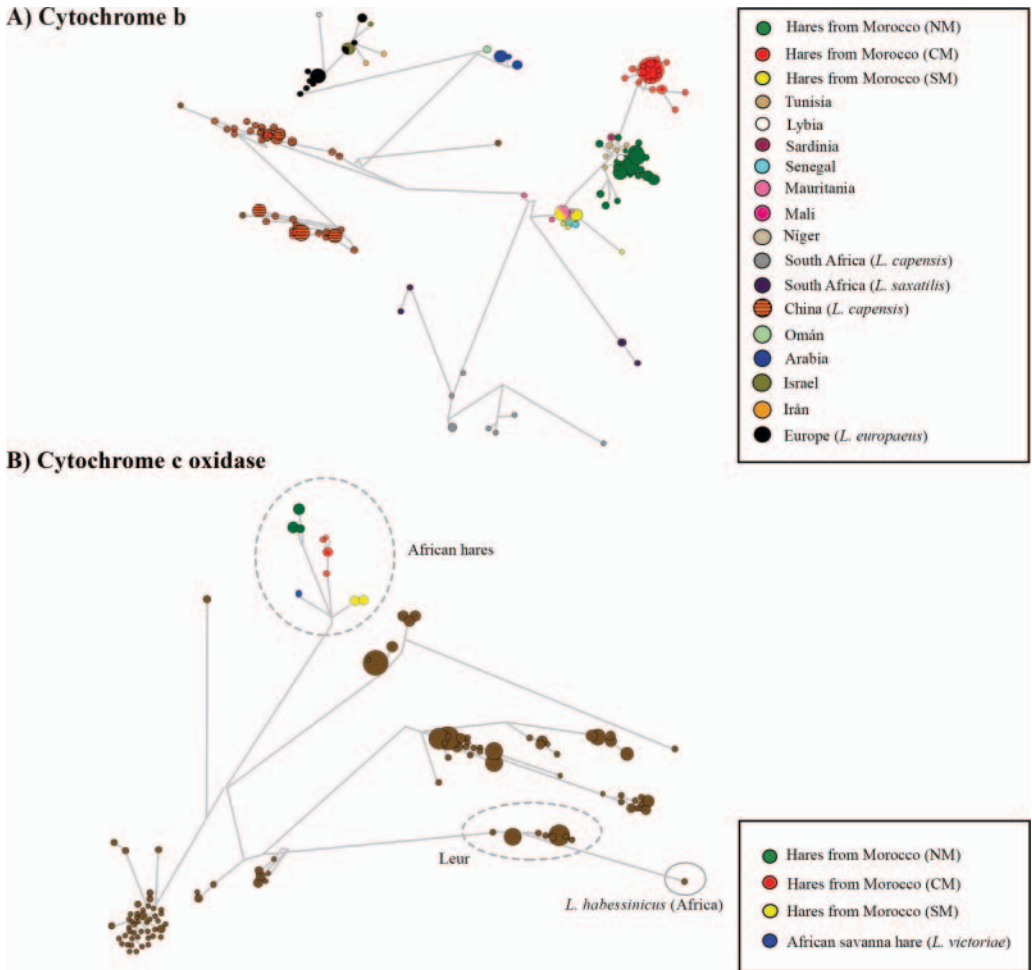 A) Cytochrome b
Hares from Morocco (NM)
Hares from Morocco (CM)
Hares from Morocco (SM)
Tunisia
Lybia
Sardinia
Senegal
Mauritania
Mali
Níger
South Africa (L. capensis)
South Africa (L. saxatilis)
China (L. capensis)
Omán
Arabia
Israel
Irán
Europe (L. europaeus)
B) Cytochrome c oxidase
African hares
Leur
L. habessinicus (Africa)
Hares from Morocco (NM)
Hares from Morocco (CM)
Hares from Morocco (SM)
African savanna hare (L. victoriae)